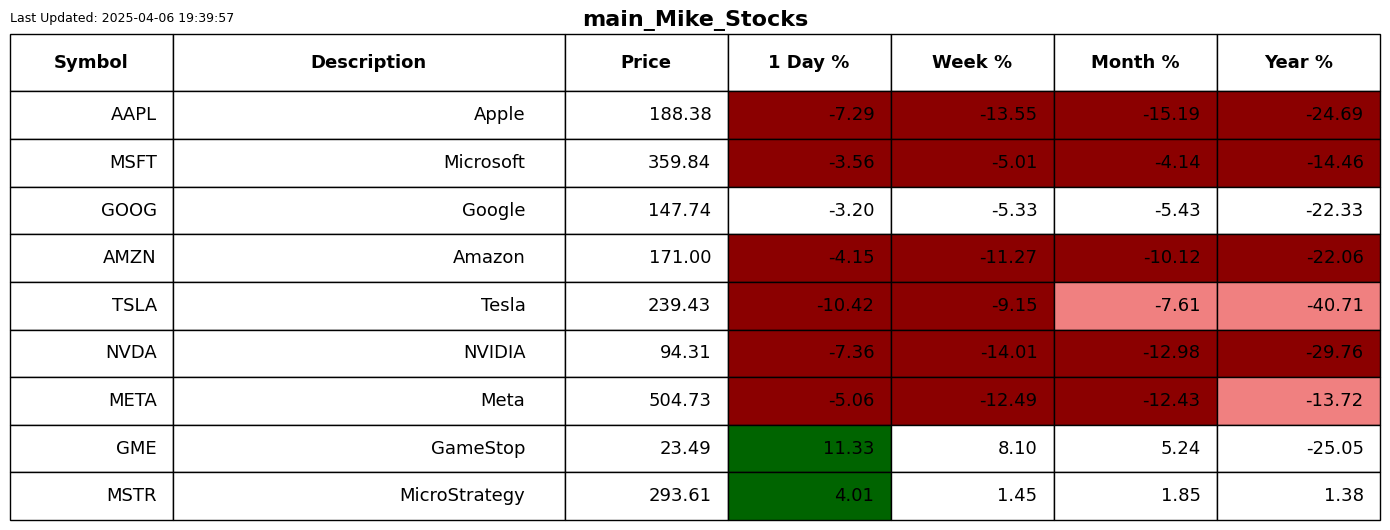 Last Updated: 2025-04-06 19:39:57
main_Mike_Stocks
Symbol Description Price 1 Day % Week % Month % Year %
AAPL Apple 188.38 -7.29 -13.55 -15.19 -24.69
MSFT Microsoft 359.84 -3.56 -5.01 -4.14 -14.46
GOOG Google 147.74 -3.20 -5.33 -5.43 -22.33
AMZN Amazon 171.00 -4.15 -11.27 -10.12 -22.06
TSLA Tesla 239.43 -10.42 -9.15 -7.61 -40.71
NVDA NVIDIA 94.31 -7.36 -14.01 -12.98 -29.76
META Meta 504.73 -5.06 -12.49 -12.43 -13.72
GME GameStop 23.49 11.33 8.10 5.24 -25.05
MSTR MicroStrategy 293.61 4.01 1.45 1.85 1.38